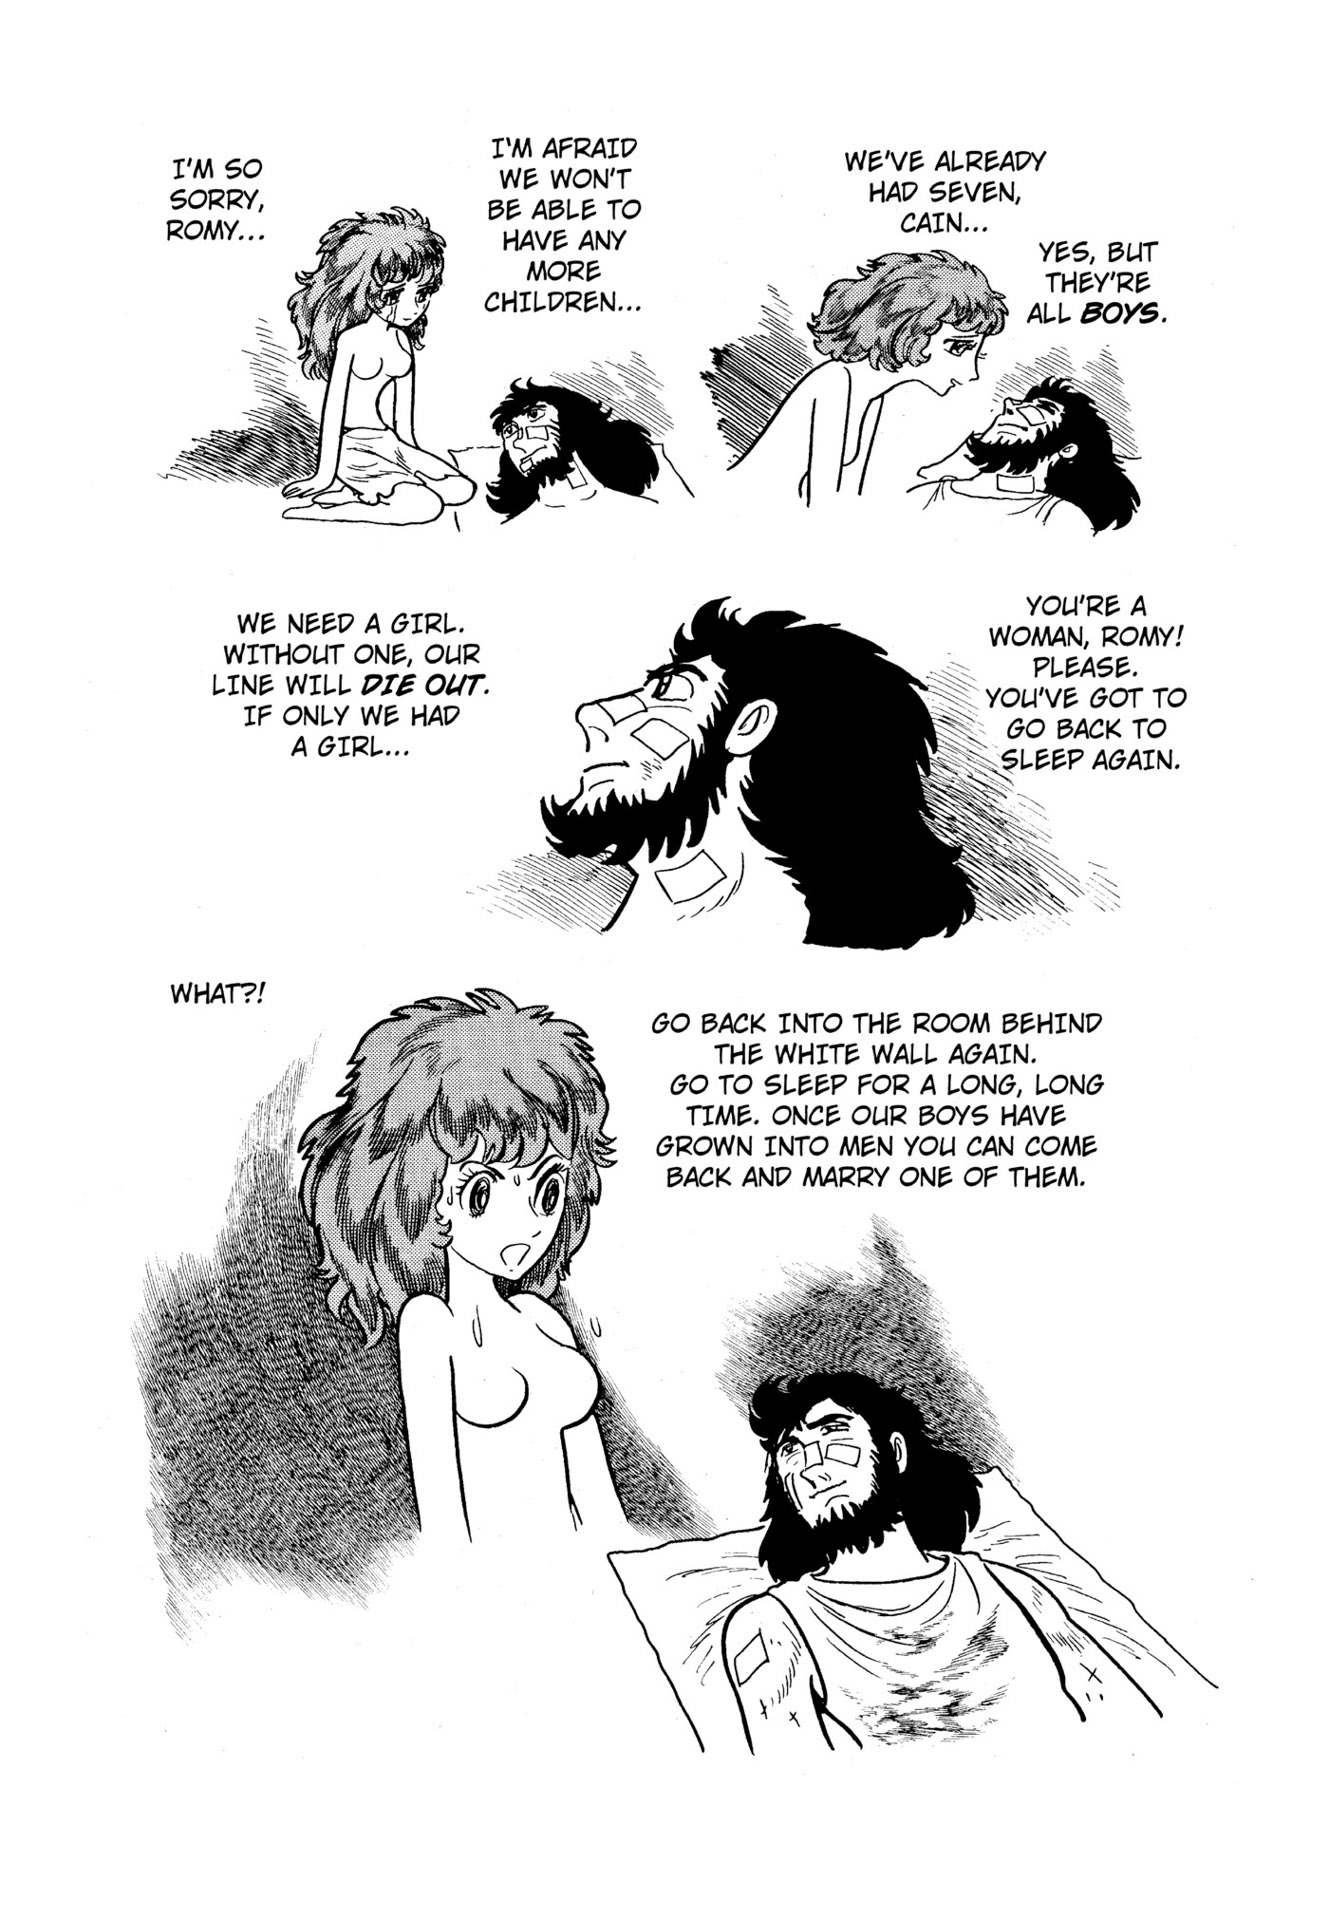 I'M SO
SORRY,
ROMY...
I'M AFRAID
WE WON'T
BE ABLE TO
HAVE ANY
MORE
CHILDREN...
WE'VE ALREADY
HAD SEVEN,
CAIN...
YES, BUT
THEY'RE
ALL BOYS.
WE NEED A GIRL.
WITHOUT ONE, OUR
LINE WILL DIE OUT.
IF ONLY WE HAD
A GIRL...
YOU'RE A
WOMAN, ROMY!
PLEASE.
YOU'VE GOT TO
GO BACK TO
SLEEP AGAIN.
WHAT?!
GO BACK INTO THE ROOM BEHIND
THE WHITE WALL AGAIN.
GO TO SLEEP FOR A LONG, LONG
TIME. ONCE OUR BOYS HAVE
GROWN INTO MEN YOU CAN COME
BACK AND MARRY ONE OF THEM.